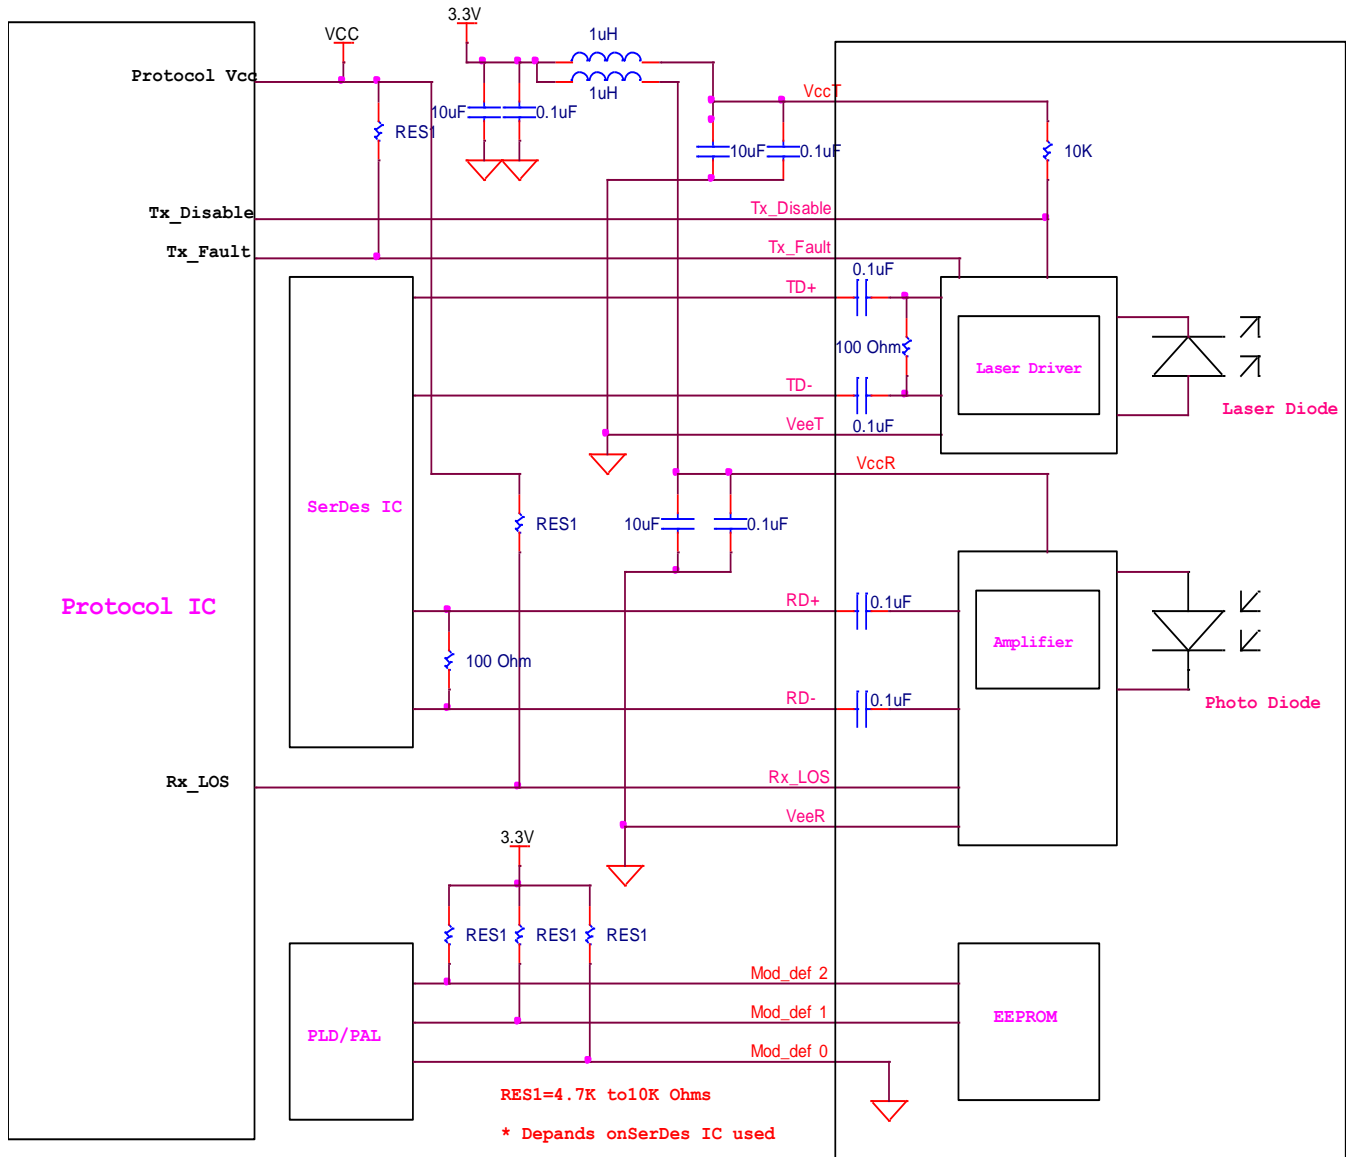 3.3V
VCC
1uH
Protocol Vcc
1uH
VccT
10uF
0.1uF
RES1
10uF
0.1uF
10K
Tx_Disable
Tx_Disable
Tx_Fault
Tx_Fault
0.1uF
TD+
100 Ohm
Laser Driver
TD-
Laser Diode
VeeT
0.1uF
VccR
SerDes IC
RES1
10uF
0.1uF
Protocol IC
RD+
0.1uF
Amplifier
100 Ohm
RD-
0.1uF
Photo Diode
Rx_LOS
Rx_LOS
VeeR
3.3V
RES1
RES1
RES1
Mod_def 2
Mod_def 1
EEPROM
PLD/PAL
Mod_def 0
RES1=4.7K to10K Ohms
* Depands onSerDes IC used